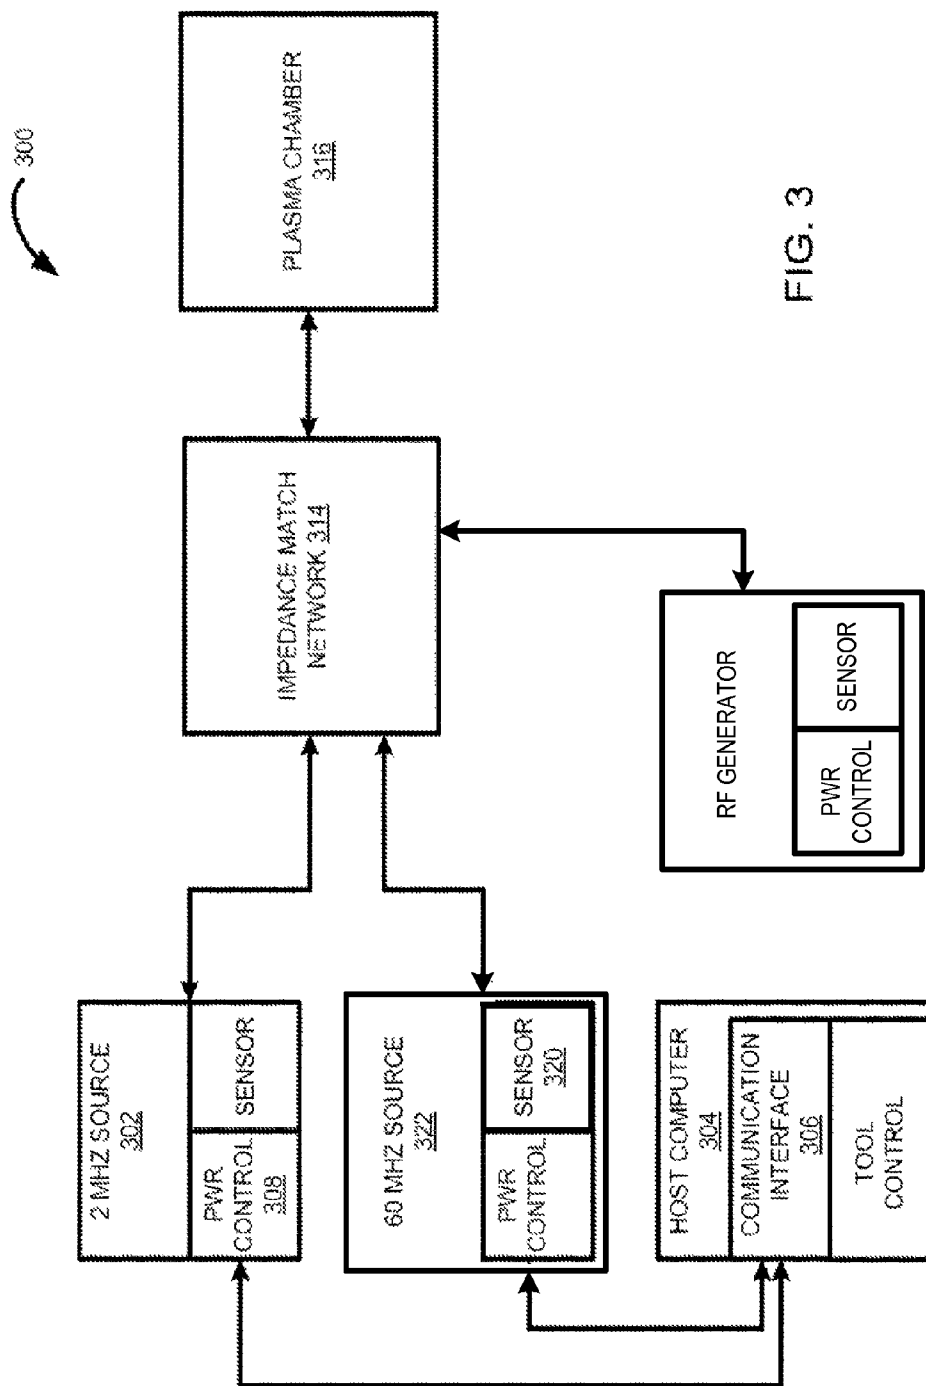 300
2 MHZ SOURCE
302
PWR
CONTROL
308
SENSOR
60 MHZ SOURCE
322
PWR
CONTROL
SENSOR
320
HOST COMPUTER
304
COMMUNICATION
INTERFACE
306
TOOL
CONTROL
IMPEDANCE MATCH
NETWORK 314
PLASMA CHAMBER
316
RF GENERATOR
PWR
CONTROL
SENSOR
FIG. 3